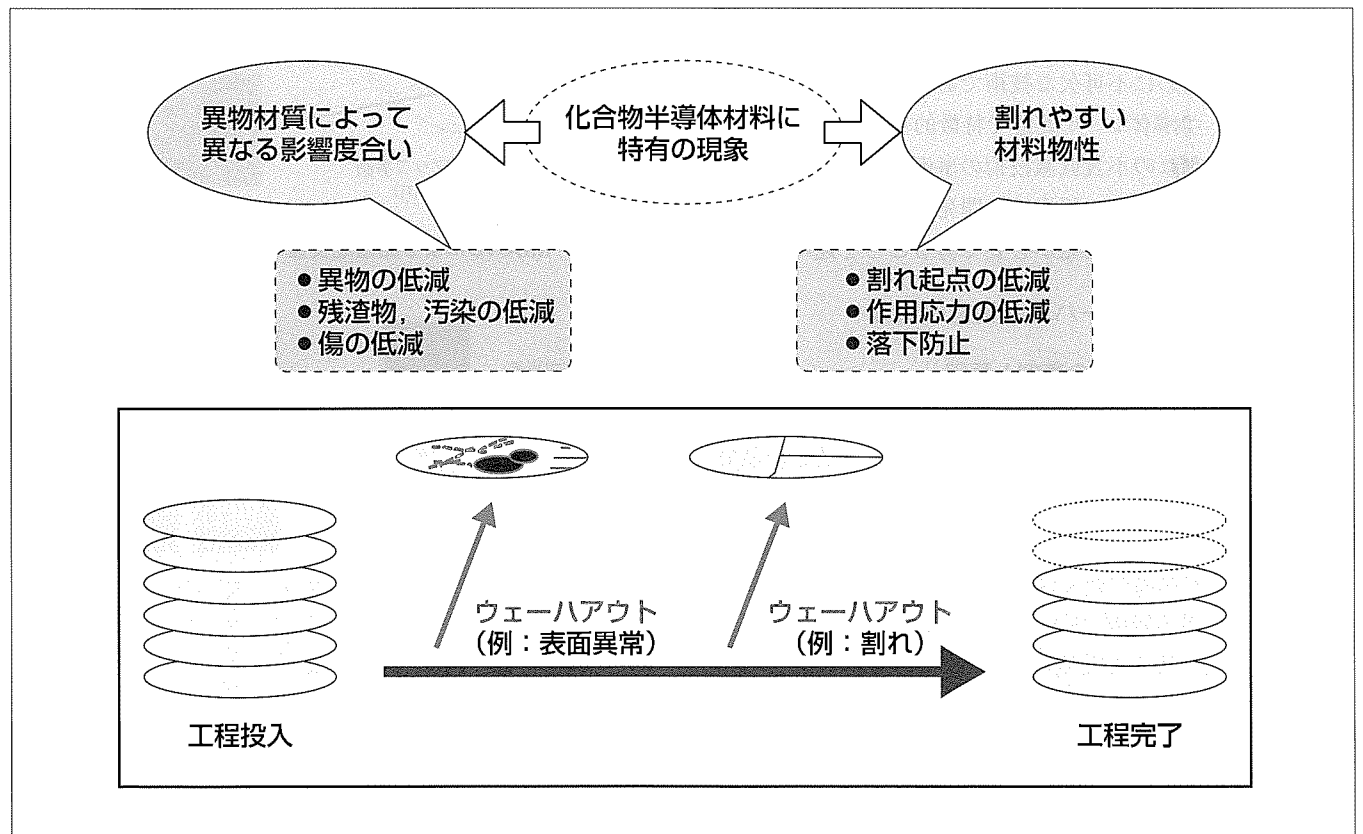 異物材質によって
異なる影響度合い
化合物半導体材料に
特有の現象
割れやすい
材料物性
●異物の低減
●残渣物，汚染の低減
●傷の低減
●割れ起点の低減
●作用応力の低減
●落下防止
ウェーハアウト
（例：表面異常）
ウェーハアウト
（例：割れ）
工程投入
工程完了